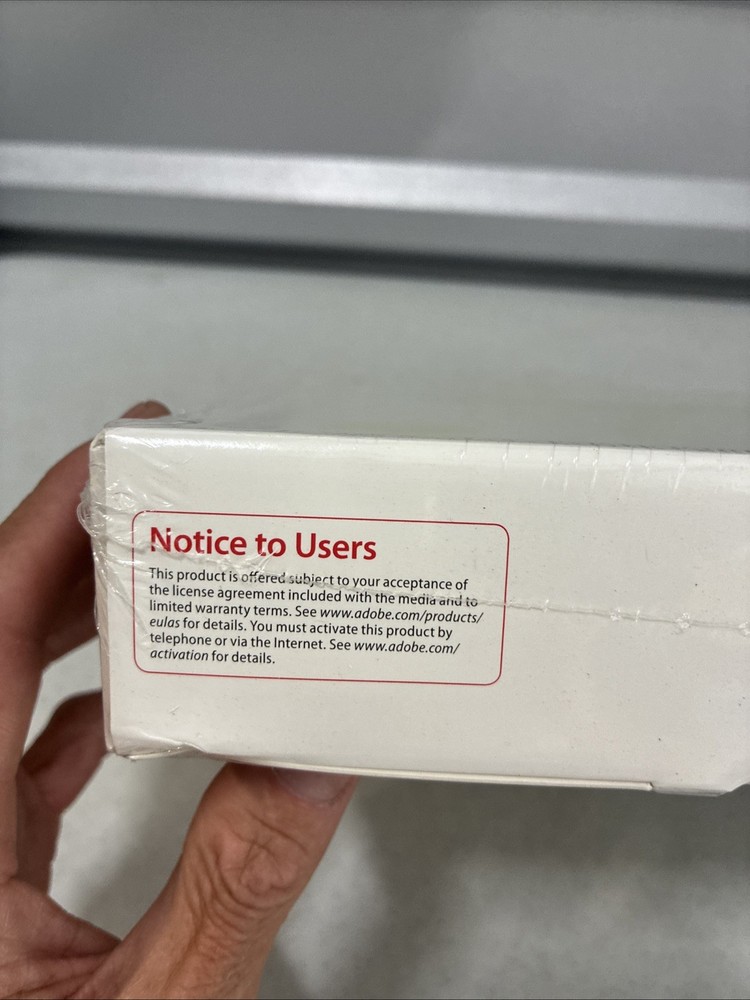 Notice to Users
This product is offered subject to your acceptance of
the license agreement included with the media and to
limited warranty terms. See www.adobe.com/products/
eulas for details. You must activate this product by
telephone or via the Internet. See www.adobe.com/
activation for details.